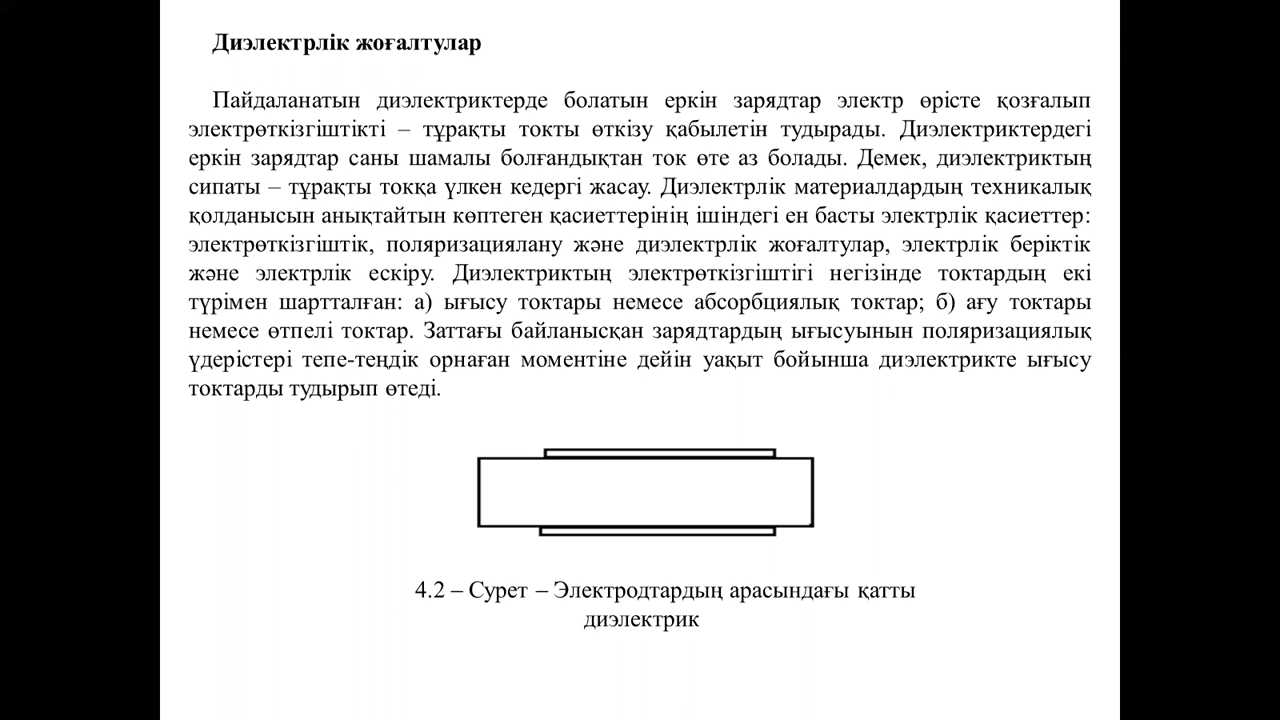 Диэлектрлік жоғалтулар
Пайдаланатын диэлектриктерде болатын еркін зарядтар электр өрісте қозғалып
электрөткізгіштікті – тұрақты токты өткізу қабылетін тудырады. Диэлектриктердегі
еркін зарядтар саны шамалы болғандықтан ток өте аз болады. Демек, диэлектриктың
сипаты – тұрақты токқа үлкен кедергі жасау. Диэлектрлік материалдардың техникалық
қолданысын анықтайтын көптеген қасиеттерінің ішіндегі ен басты электрлік қасиеттер:
электрөткізгіштік, поляризациялану және диэлектрлік жоғалтулар, электрлік беріктік
және электрлік ескіру. Диэлектриктың электрөткізгіштігі негізінде токтардың екі
түрімен шартталған: а) ығысу токтары немесе абсорбциялық токтар; б) ағу токтары
немесе өтпелі токтар. Заттағы байланысқан зарядтардың ығысуынын поляризациялық
үдерістері тепе-теңдік орнаған моментіне дейін уақыт бойынша диэлектрикте ығысу
токтарды тудырып өтеді.
4.2 – Сурет – Электродтардың арасындағы қатты
диэлектрик